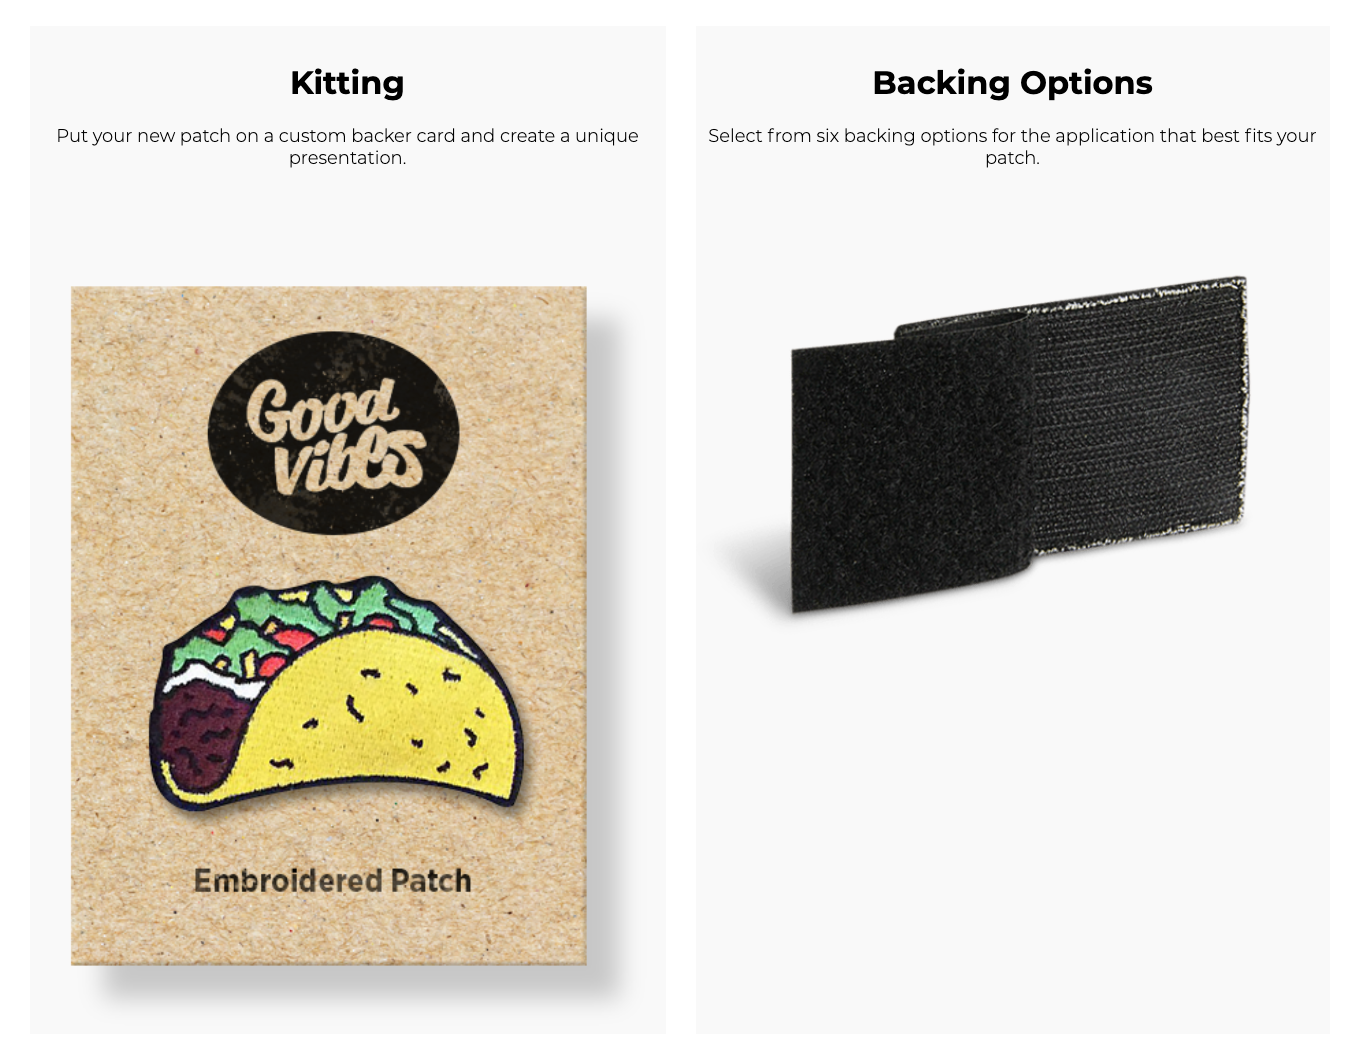 Kitting
Put your new patch on a custom backer card and create a unique
presentation.
Good
Vibes
Embroidered Patch
Backing Options
Select from six backing options for the application that best fits your
patch.